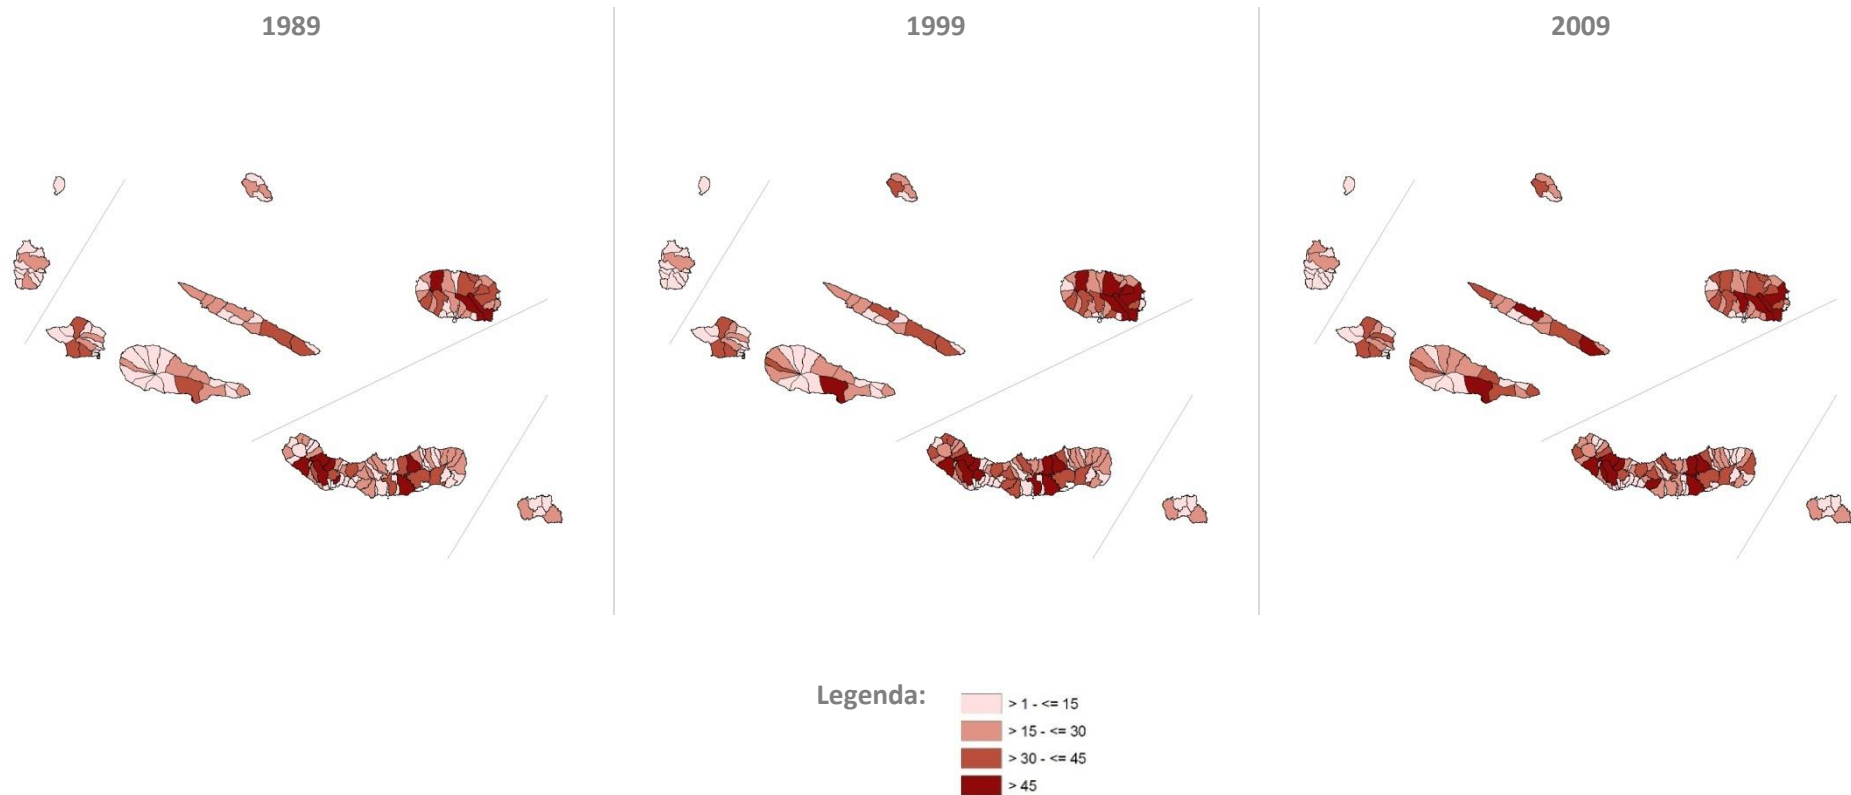 1989
1999
2009
Legenda:
> 1 - <= 15
> 15 - <= 30
> 30 - <= 45
> 45